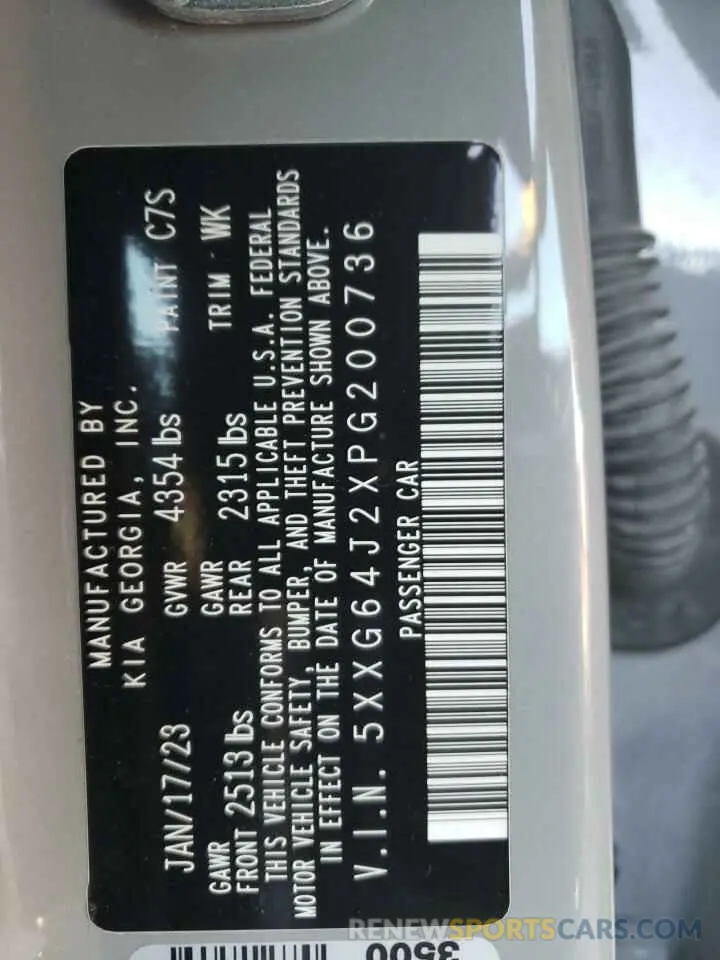 MANUFACTURED BY
KIA GEORGIA, INC.
JAN/17/23 GVWR 4354 lbs PAINT C7S
GAWR GAWR TRIM WK
FRONT 2513 lbs REAR 2315 lbs
THIS VEHICLE CONFORMS TO ALL APPLICABLE U.S.A. FEDERAL
MOTOR VEHICLE SAFETY, BUMPER, AND THEFT PREVENTION STANDARDS
IN EFFECT ON THE DATE OF MANUFACTURE SHOWN ABOVE.
V.I.N. 5XXG64J2XPG200736
PASSENGER CAR
3500
RENEWSPORTSCARS.COM